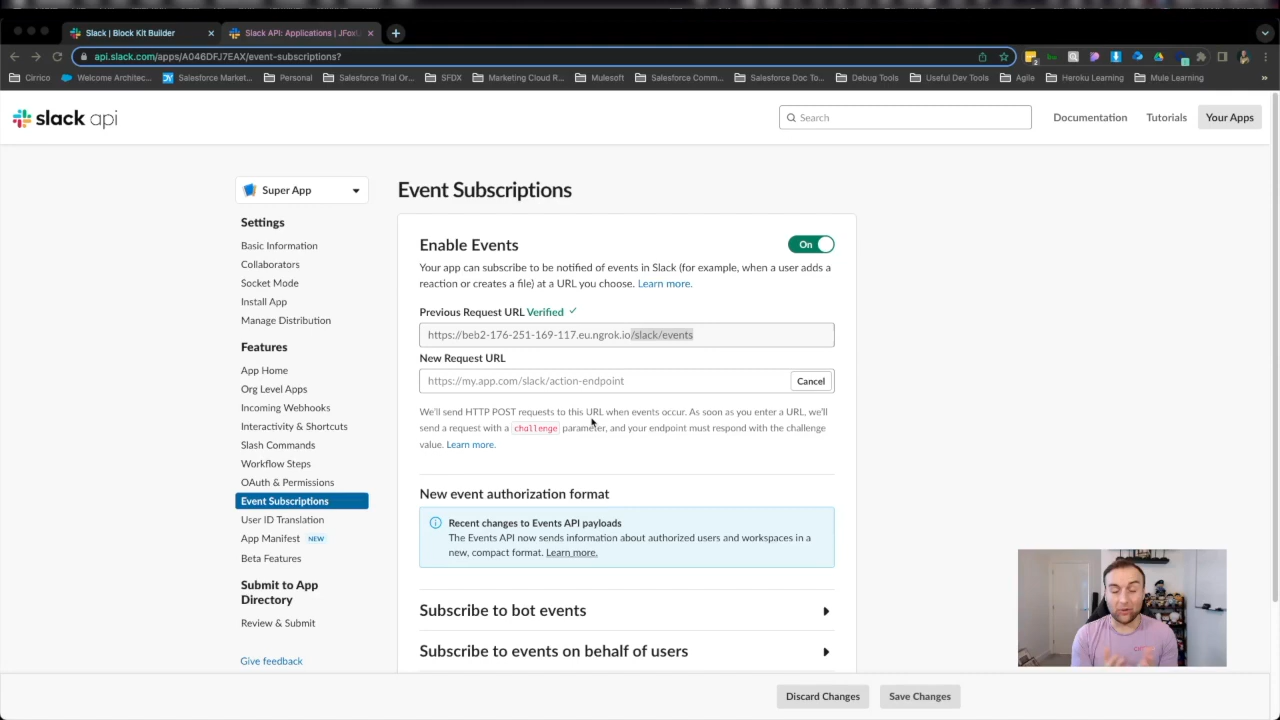 Slack | Block Kit Builder
Slack API: Applications | JFox
api.slack.com/apps/A046DFJ7EAX/event-subscriptions?
Cirrico
Welcome Architec...
Salesforce Market...
Personal
Salesforce Trial Or...
SFDX
Marketing Cloud R...
Mulesoft
Salesforce Comm...
Salesforce Doc To...
Debug Tools
Useful Dev Tools
Agile
Heroku Learning
Mule Learning
slack api
Search
Documentation
Tutorials
Your Apps
Super App
Settings
Basic Information
Collaborators
Socket Mode
Install App
Manage Distribution
Features
App Home
Org Level Apps
Incoming Webhooks
Interactivity & Shortcuts
Slash Commands
Workflow Steps
OAuth & Permissions
Event Subscriptions
User ID Translation
App Manifest NEW
Beta Features
Submit to App
Directory
Review & Submit
Give feedback
Event Subscriptions
Enable Events
On
Your app can subscribe to be notified of events in Slack (for example, when a user adds a
reaction or creates a file) at a URL you choose. Learn more.
Previous Request URL Verified
https://beb2-176-251-169-117.eu.ngrok.io/slack/events
New Request URL
https://my.app.com/slack/action-endpoint
Cancel
We'll send HTTP POST requests to this URL when events occur. As soon as you enter a URL, we'll
send a request with a challenge parameter, and your endpoint must respond with the challenge
value. Learn more.
New event authorization format
Recent changes to Events API payloads
The Events API now sends information about authorized users and workspaces in a
new, compact format. Learn more.
Subscribe to bot events
Subscribe to events on behalf of users
Discard Changes
Save Changes